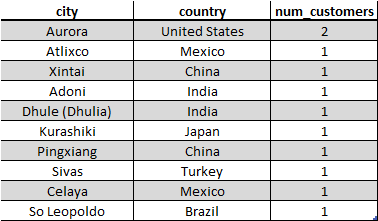 city country num_customers
Aurora United States 2
Atlixco Mexico 1
Xintai China 1
Adoni India 1
Dhule (Dhulia) India 1
Kurashiki Japan 1
Pingxiang China 1
Sivas Turkey 1
Celaya Mexico 1
So Leopoldo Brazil 1